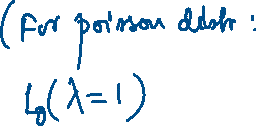 (For poisson distr :
L₀(λ=1)